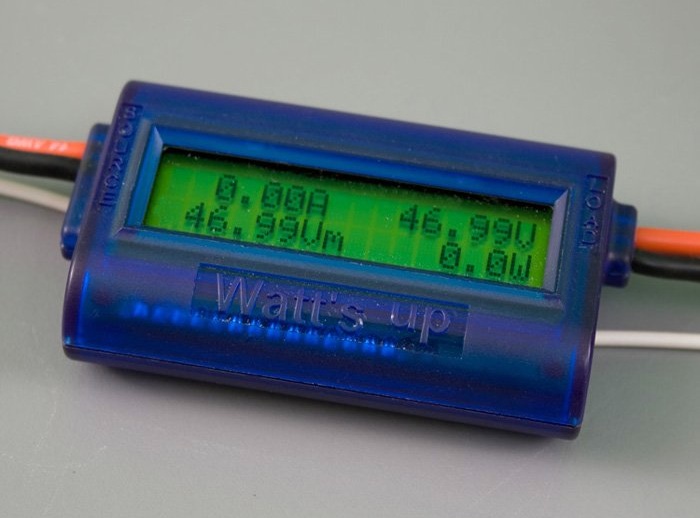 SOURCE
0.00A 46.99V
46.99Vm 0.0W
LOAD
Watt's up